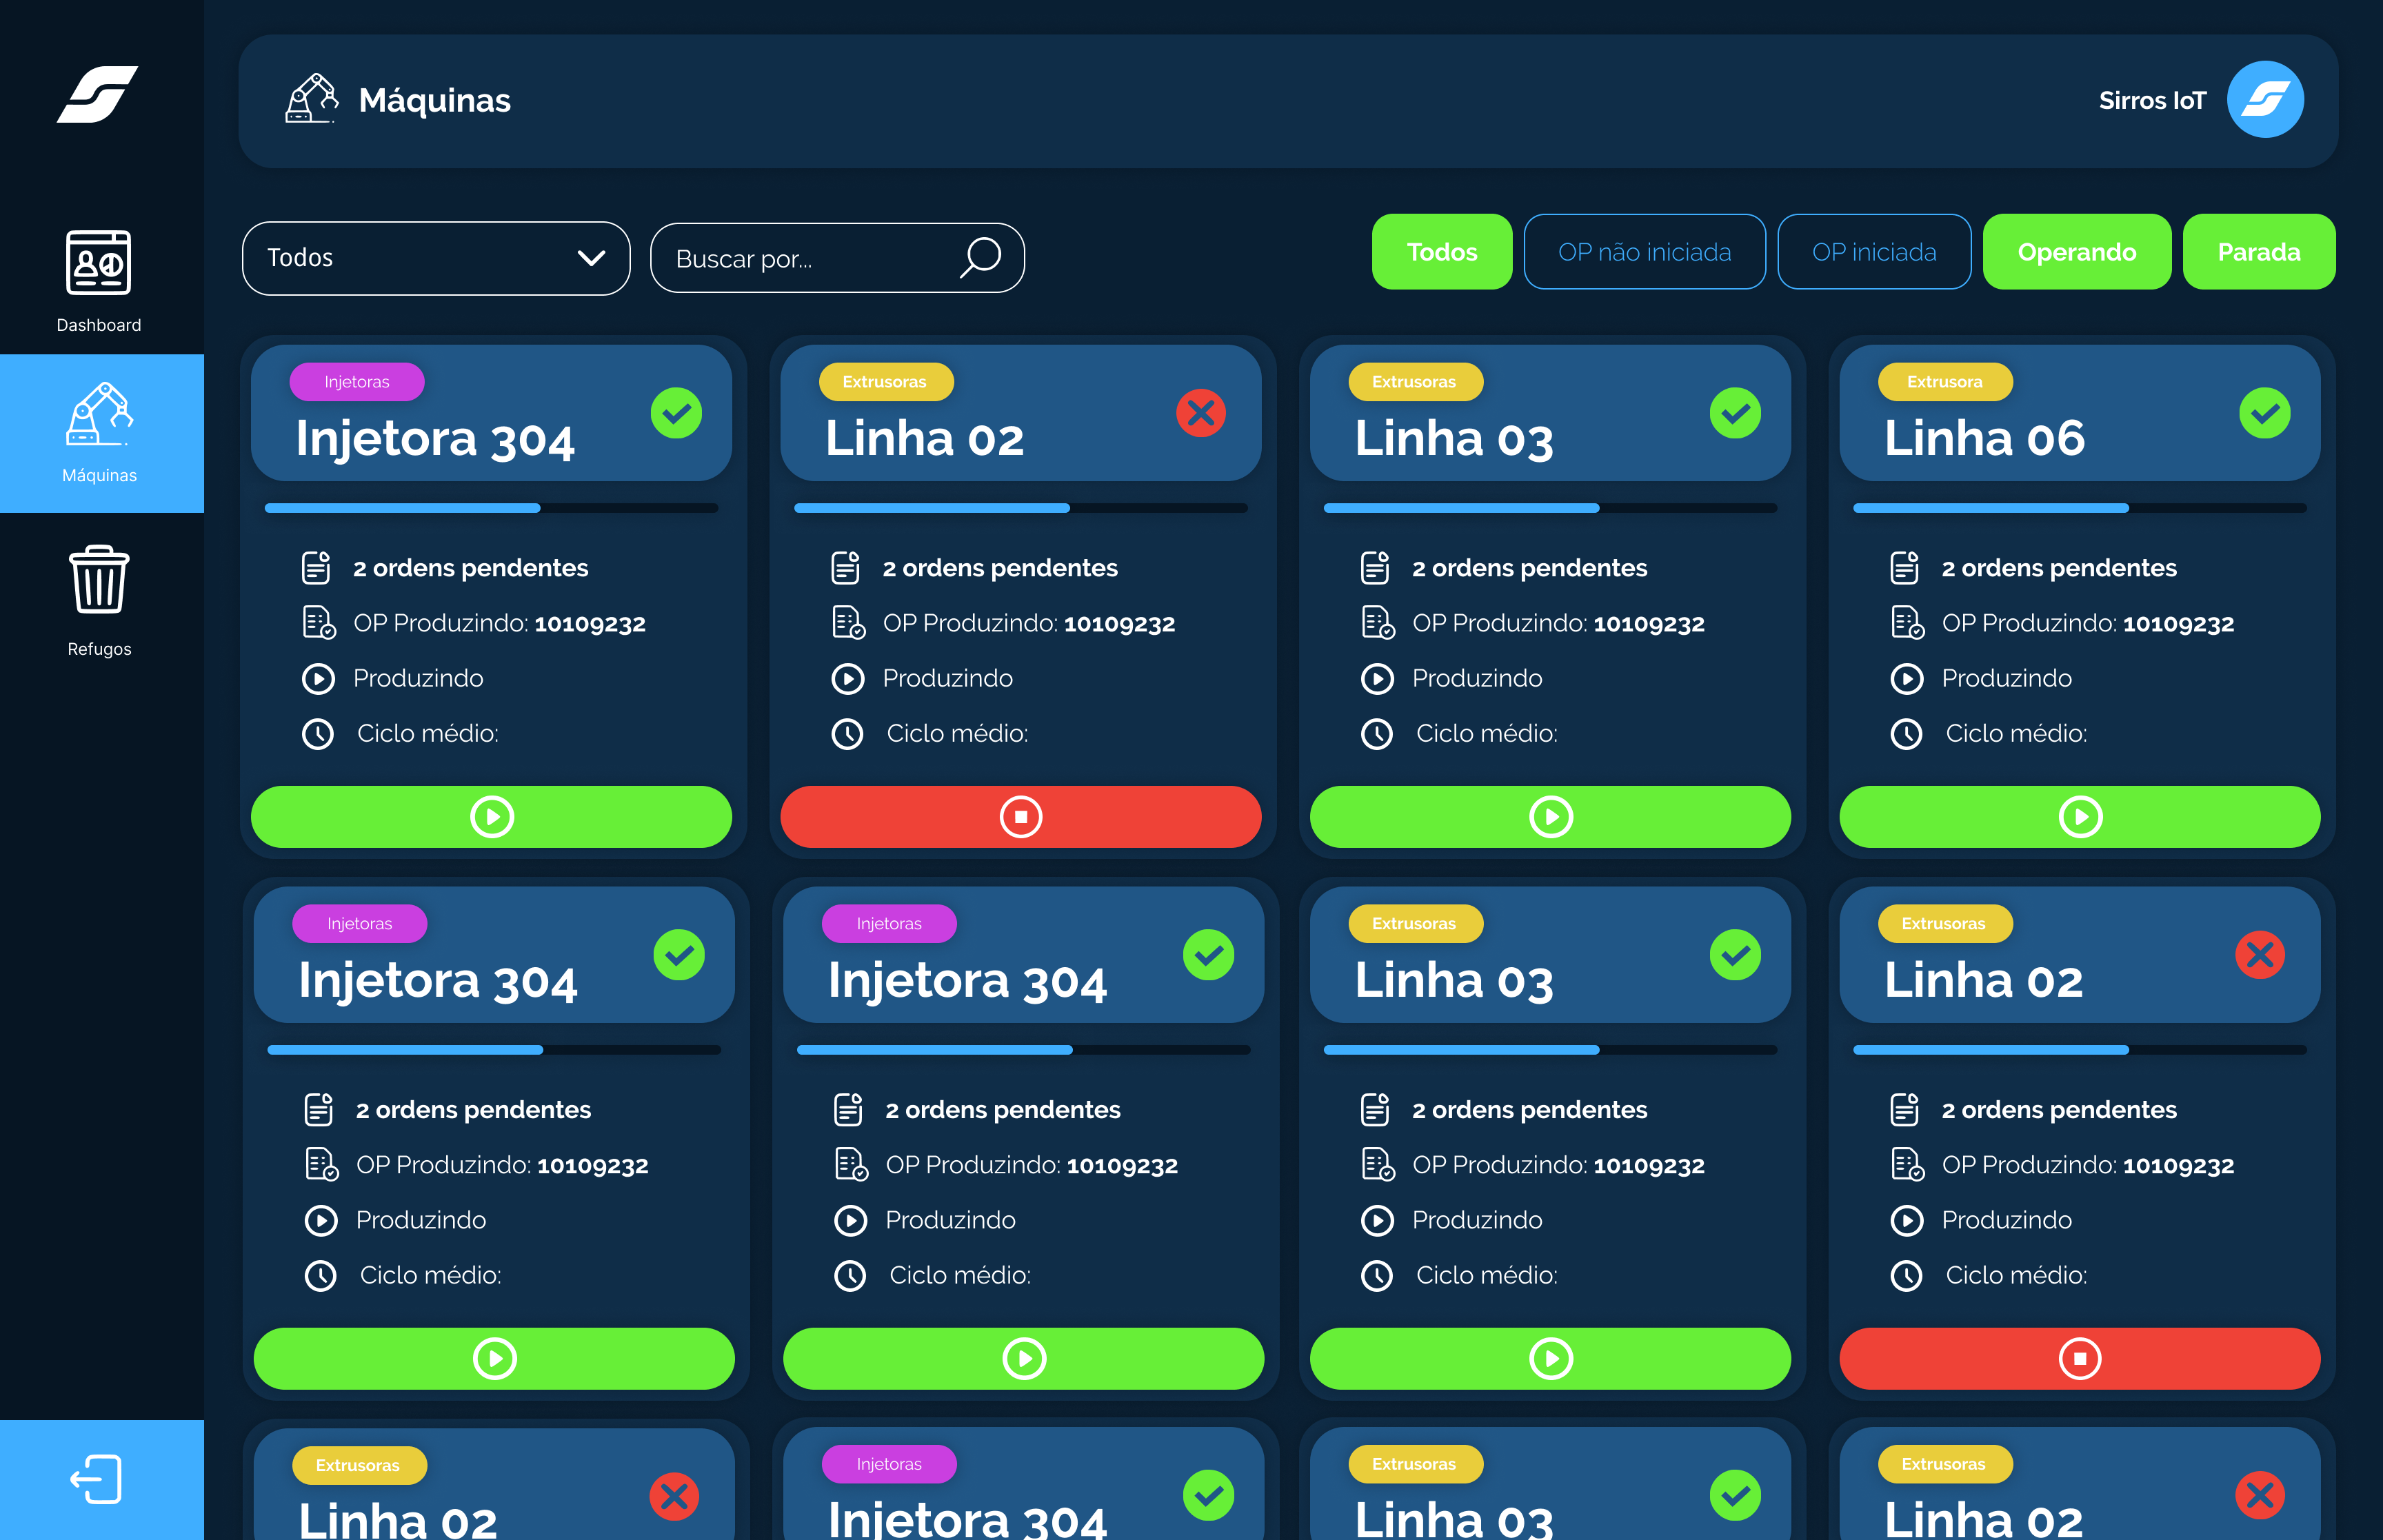 Máquinas
Sirros IoT
Dashboard
Máquinas
Refugos
Todos
Buscar por...
Todos
OP não iniciada
OP iniciada
Operando
Parada
Injetoras
Injetora 304
2 ordens pendentes
OP Produzindo: 10109232
Produzindo
Ciclo médio:
Extrusoras
Linha 02
2 ordens pendentes
OP Produzindo: 10109232
Produzindo
Ciclo médio:
Extrusoras
Linha 03
2 ordens pendentes
OP Produzindo: 10109232
Produzindo
Ciclo médio:
Extrusora
Linha 06
2 ordens pendentes
OP Produzindo: 10109232
Produzindo
Ciclo médio:
Injetoras
Injetora 304
2 ordens pendentes
OP Produzindo: 10109232
Produzindo
Ciclo médio:
Injetoras
Injetora 304
2 ordens pendentes
OP Produzindo: 10109232
Produzindo
Ciclo médio:
Extrusoras
Linha 03
2 ordens pendentes
OP Produzindo: 10109232
Produzindo
Ciclo médio:
Extrusoras
Linha 02
2 ordens pendentes
OP Produzindo: 10109232
Produzindo
Ciclo médio:
Extrusoras
Linha 02
Injetoras
Injetora 304
Extrusoras
Linha 03
Extrusoras
Linha 02